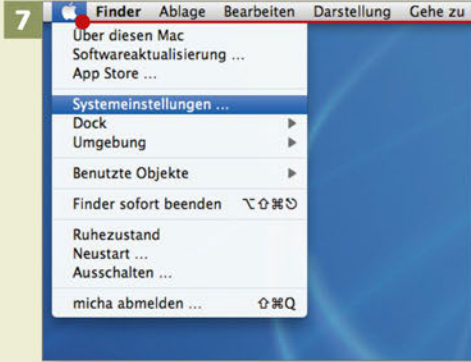 7
Finder Ablage Bearbeiten Darstellung Gehe zu
Über diesen Mac
Softwareaktualisierung ...
App Store ...
Systemeinstellungen ...
Dock
Umgebung
Benutzte Objekte
Finder sofort beenden ⌥⇧⌘⎋
Ruhezustand
Neustart ...
Ausschalten ...
micha abmelden ... ⇧⌘Q